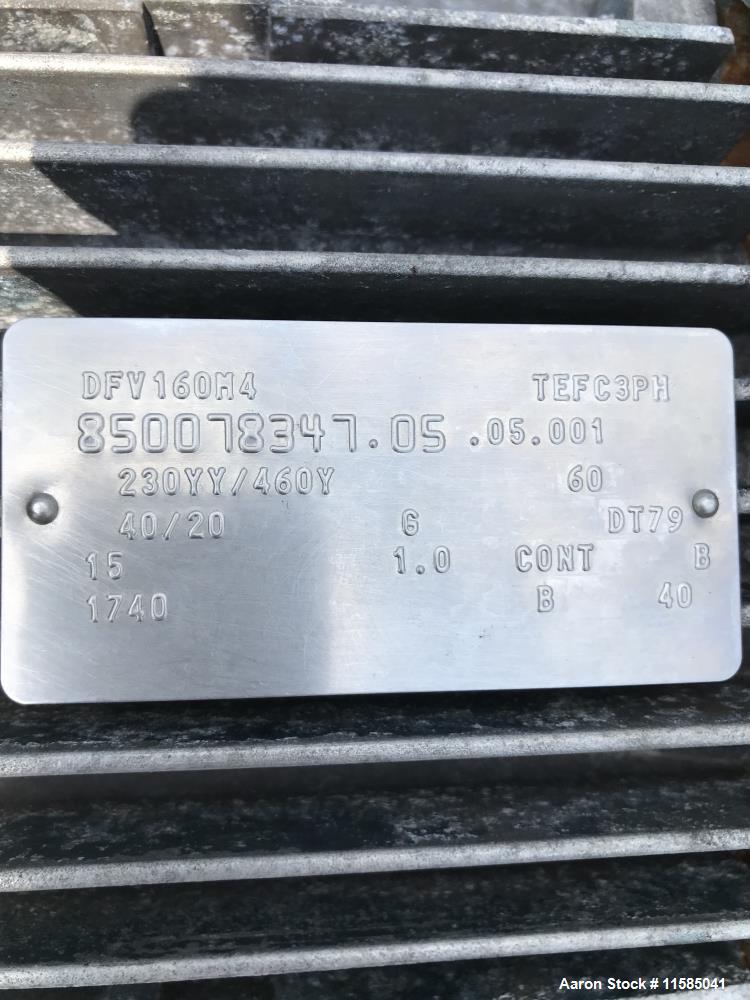 DFV160M4 TEFC3PH
850078347.05.05.001
230YY/460Y 60
40/20 G DT79
15 1.0 CONT B
1740 B 40
Aaron Stock # 11585041